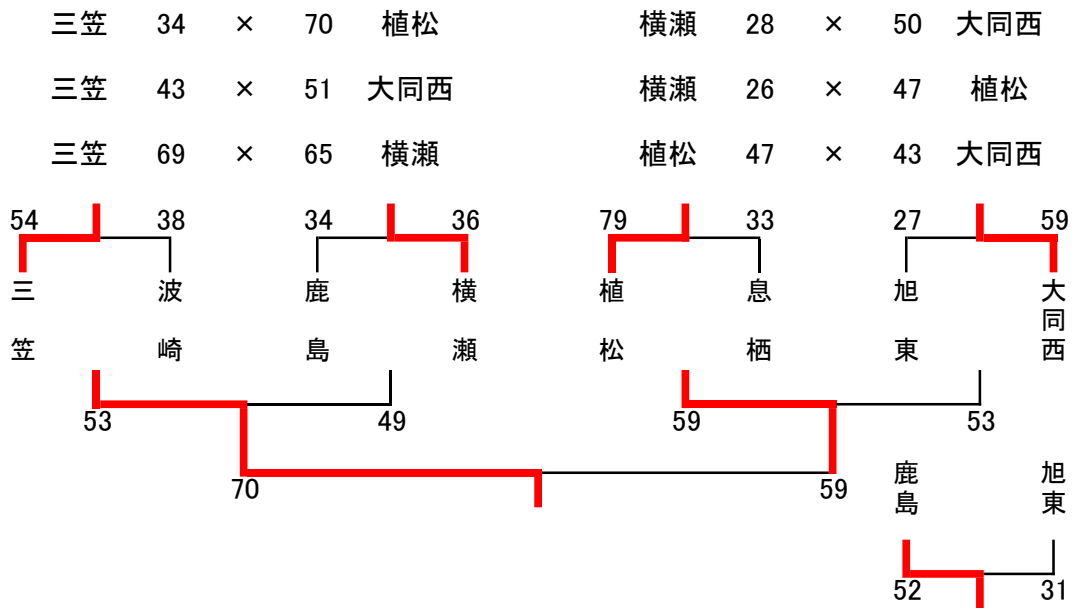 三笠 34 × 70 植松 横瀬 28 × 50 大同西
三笠 43 × 51 大同西 横瀬 26 × 47 植松
三笠 69 × 65 横瀬 植松 47 × 43 大同西
54 38 34 36 79 33 27 59
三笠 波崎 鹿島 横瀬 植松 息栖 旭東 大同西
53 49 59 53
70 59
鹿島 旭東
52 31